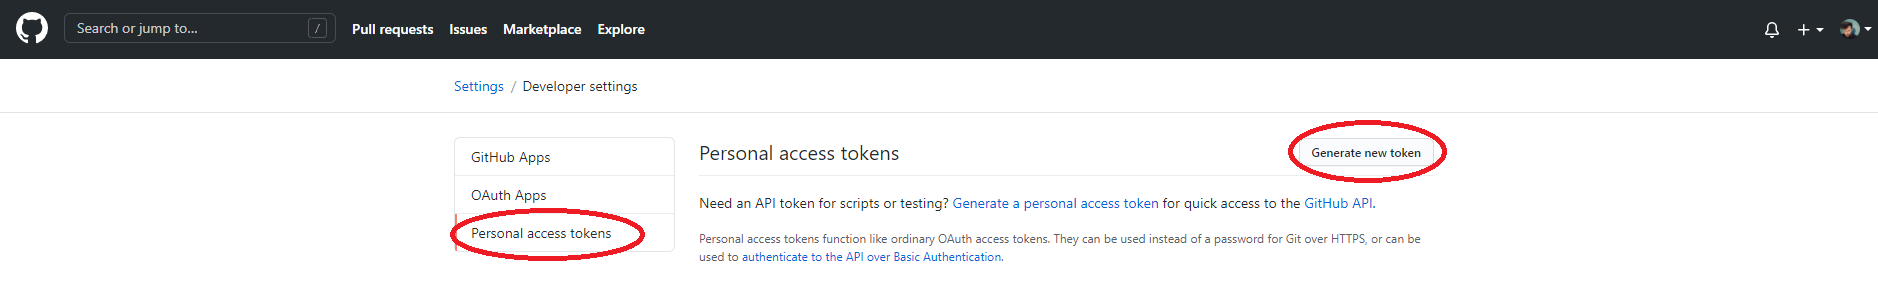 Search or jump to... /
Pull requests Issues Marketplace Explore
Settings / Developer settings
GitHub Apps
OAuth Apps
Personal access tokens
Personal access tokens
Generate new token
Need an API token for scripts or testing? Generate a personal access token for quick access to the GitHub API.
Personal access tokens function like ordinary OAuth access tokens. They can be used instead of a password for Git over HTTPS, or can be
used to authenticate to the API over Basic Authentication.